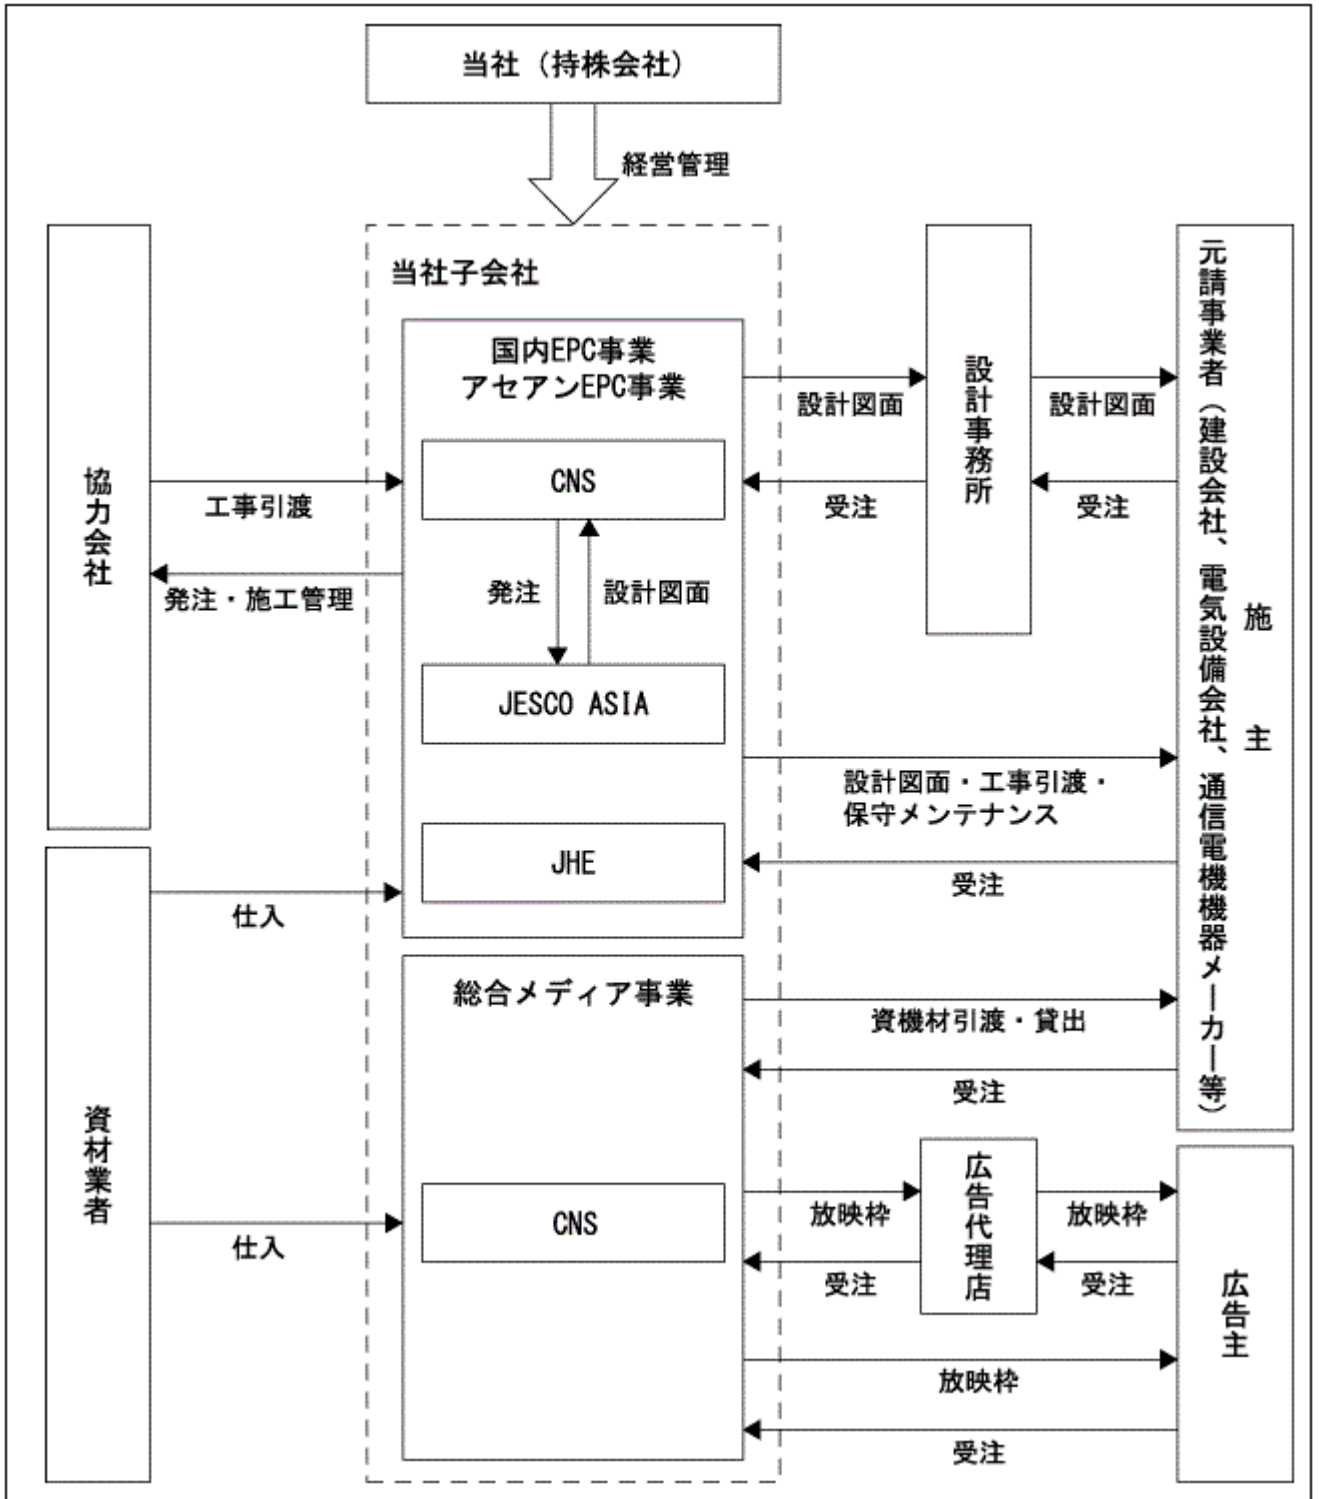 当社（持株会社）
経営管理
当社子会社
国内EPC事業
アセアンEPC事業
CNS
発注
設計図面
JESCO ASIA
JHE
総合メディア事業
CNS
協力会社
工事引渡
発注・施工管理
資材業者
仕入
仕入
設計図面
受注
設計事務所
設計図面
受注
設計図面・工事引渡・
保守メンテナンス
受注
資機材引渡・貸出
受注
施主
元請事業者（建設会社、電気設備会社、通信電機機器メーカー等）
放映枠
受注
広告代理店
放映枠
受注
放映枠
受注
広告主